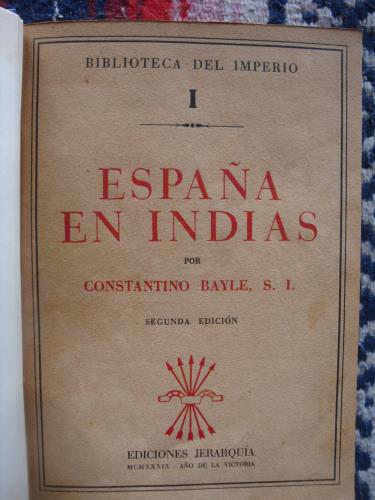 BIBLIOTECA DEL IMPERIO
I
ESPAÑA
EN INDIAS
POR
CONSTANTINO BAYLE, S. I.
SEGUNDA EDICIÓN
EDICIONES JERARQUÍA
MCMXXXIX - AÑO DE LA VICTORIA